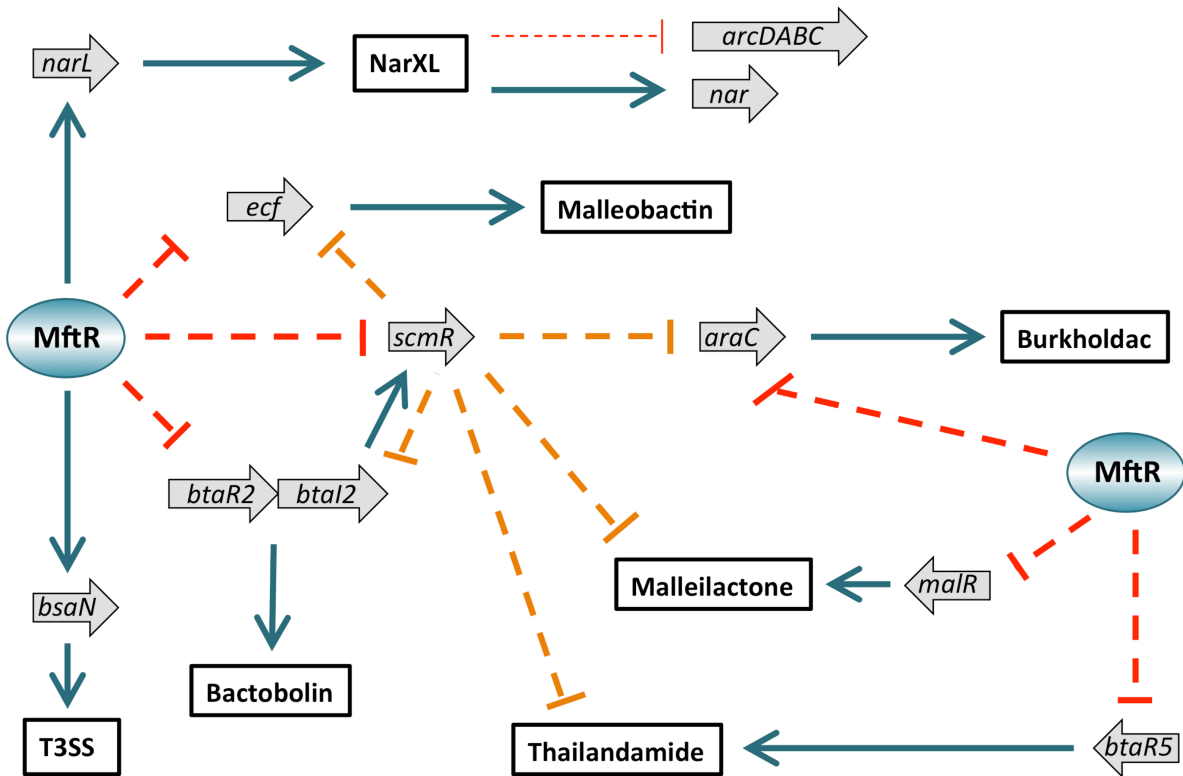 narL
NarXL
arcDABC
nar
ecf
Malleobactin
MftR
scmR
araC
Burkholdac
btaR2
btaI2
MftR
bsaN
Malleilactone
malR
Bactobolin
T3SS
Thailandamide
btaR5